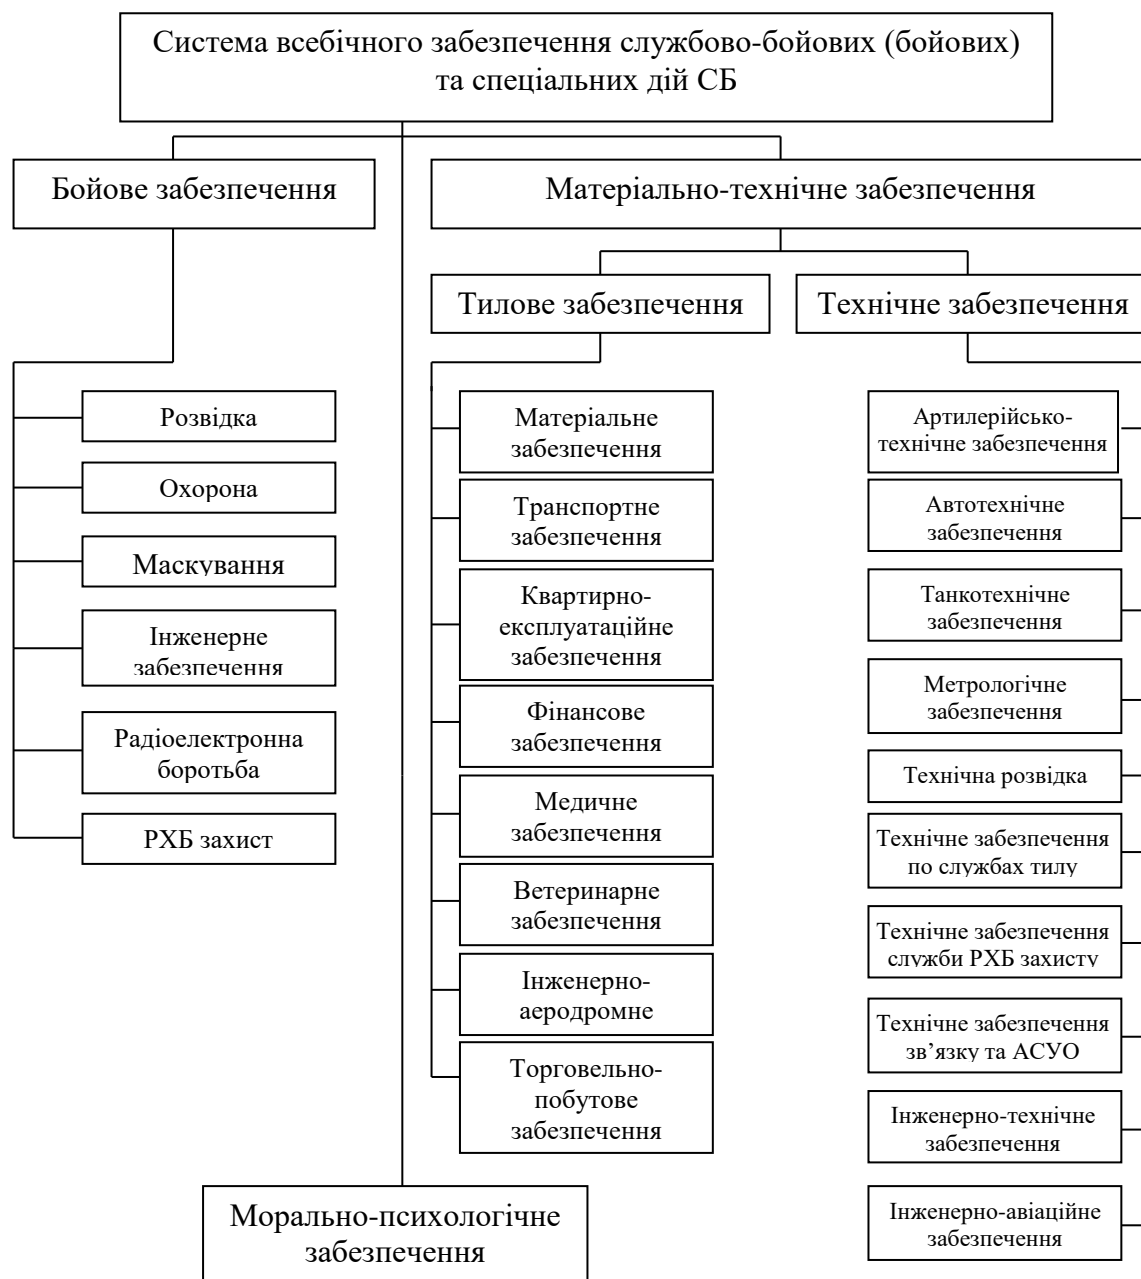 Система всебічного забезпечення службово-бойових (бойових)
та спеціальних дій СБ
Бойове забезпечення
Матеріально-технічне забезпечення
Тилове забезпечення
Технічне забезпечення
Розвідка
Охорона
Маскування
Інженерне
забезпечення
Радіоелектронна
боротьба
РХБ захист
Матеріальне
забезпечення
Транспортне
забезпечення
Квартирно-
експлуатаційне
забезпечення
Фінансове
забезпечення
Медичне
забезпечення
Ветеринарне
забезпечення
Інженерно-
аеродромне
Торговельно-
побутове
забезпечення
Артилерійсько-
технічне забезпечення
Автотехнічне
забезпечення
Танкотехнічне
забезпечення
Метрологічне
забезпечення
Технічна розвідка
Технічне забезпечення
по службах тилу
Технічне забезпечення
служби РХБ захисту
Технічне забезпечення
зв’язку та АСУО
Інженерно-технічне
забезпечення
Інженерно-авіаційне
забезпечення
Морально-психологічне
забезпечення